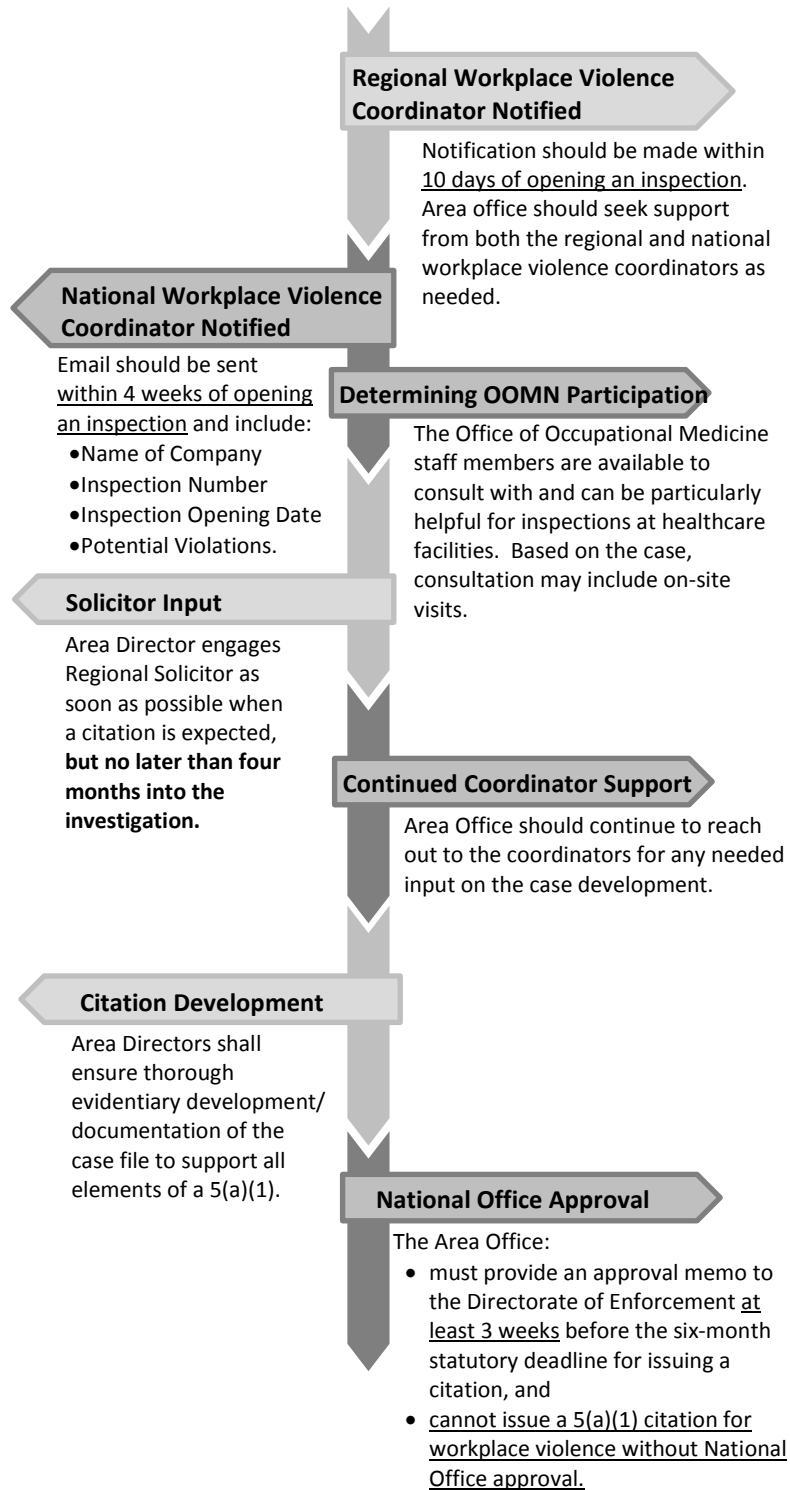 Regional Workplace Violence
Coordinator Notified
Notification should be made within
10 days of opening an inspection.
Area office should seek support
from both the regional and national
workplace violence coordinators as
needed.
National Workplace Violence
Coordinator Notified
Email should be sent
within 4 weeks of opening
an inspection and include:
•Name of Company
•Inspection Number
•Inspection Opening Date
•Potential Violations.
Determining OOMN Participation
The Office of Occupational Medicine
staff members are available to
consult with and can be particularly
helpful for inspections at healthcare
facilities. Based on the case,
consultation may include on-site
visits.
Solicitor Input
Area Director engages
Regional Solicitor as
soon as possible when
a citation is expected,
but no later than four
months into the
investigation.
Continued Coordinator Support
Area Office should continue to reach
out to the coordinators for any needed
input on the case development.
Citation Development
Area Directors shall
ensure thorough
evidentiary development/
documentation of the
case file to support all
elements of a 5(a)(1).
National Office Approval
The Area Office:
• must provide an approval memo to
the Directorate of Enforcement at
least 3 weeks before the six-month
statutory deadline for issuing a
citation, and
• cannot issue a 5(a)(1) citation for
workplace violence without National
Office approval.